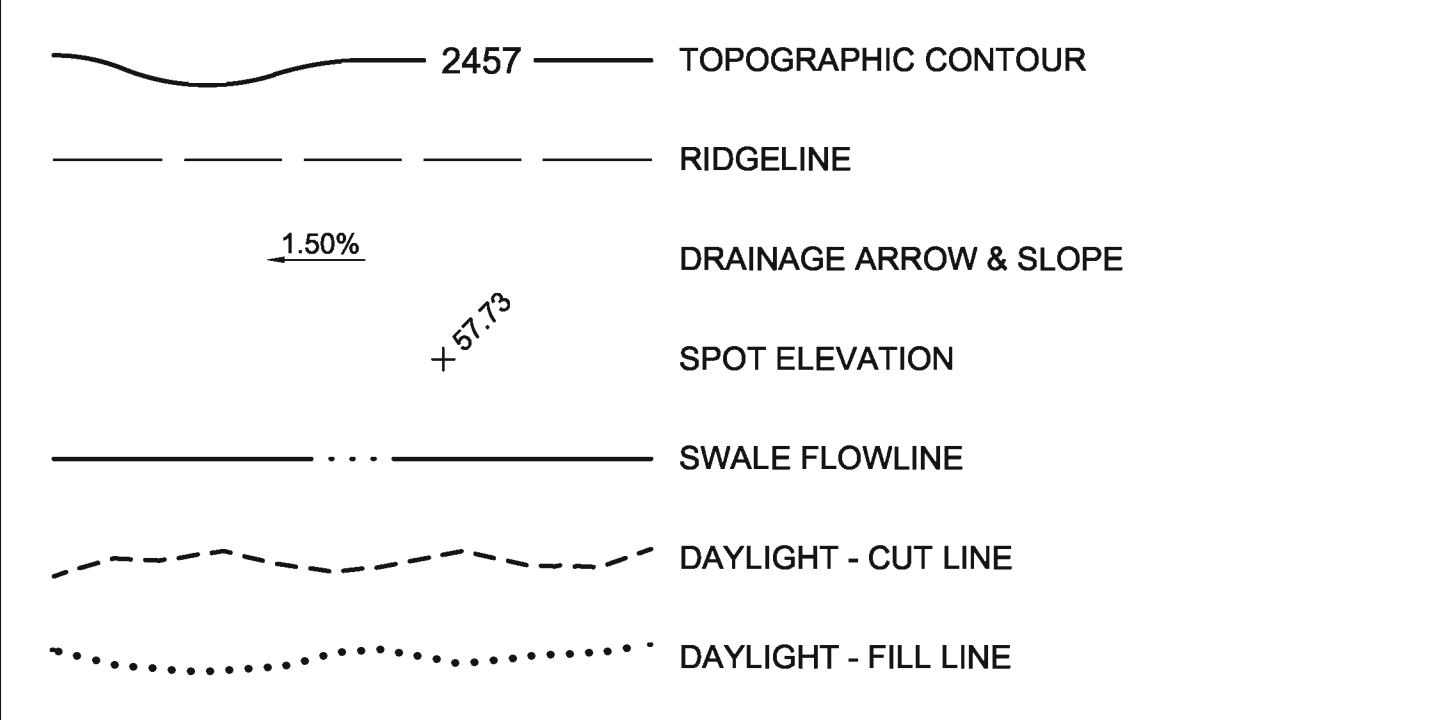 2457 TOPOGRAPHIC CONTOUR
RIDGELINE
1.50% DRAINAGE ARROW & SLOPE
57.73 SPOT ELEVATION
SWALE FLOWLINE
DAYLIGHT - CUT LINE
DAYLIGHT - FILL LINE